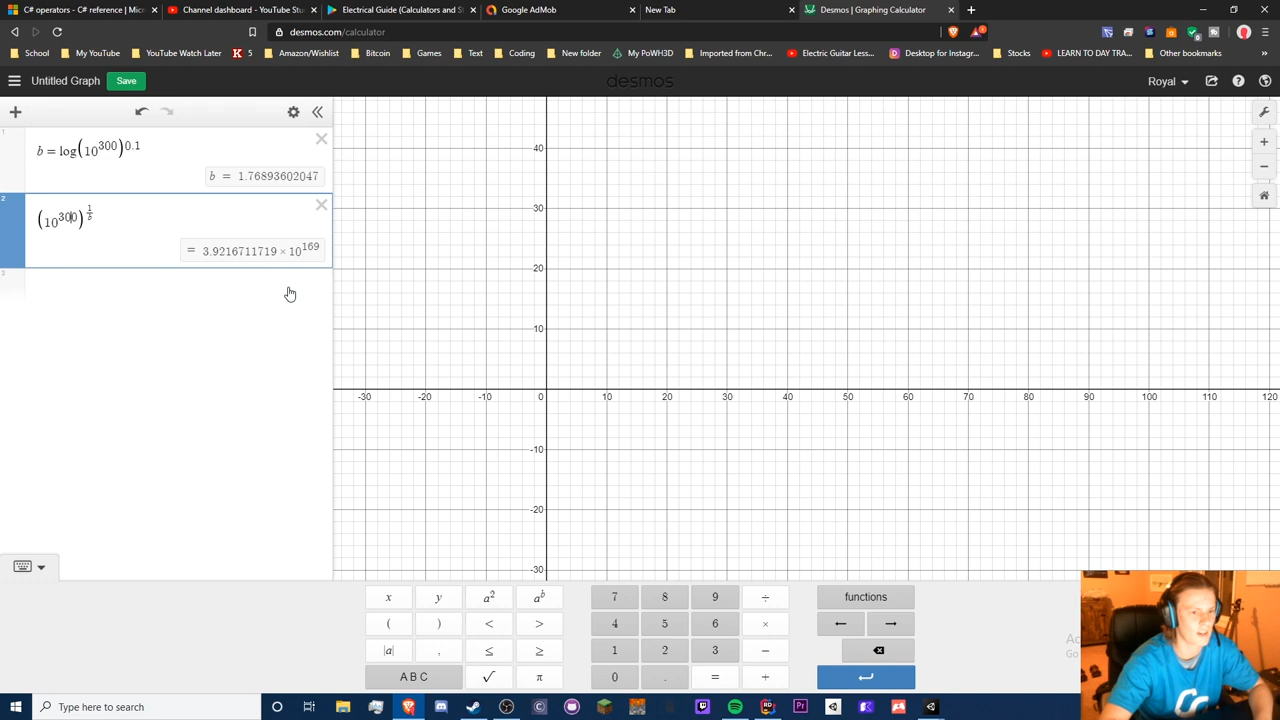 C# operators - C# reference | Mic
Channel dashboard - YouTube Stu
Electrical Guide (Calculators and St
Google AdMob
New Tab
Desmos | Graphing Calculator
desmos.com/calculator
School My YouTube YouTube Watch Later 5 Amazon/Wishlist Bitcoin Games Text Coding New folder My PoWH3D Imported from Chr... Electric Guitar Less... Desktop for Instagr... Stocks LEARN TO DAY TRA... Other bookmarks
Untitled Graph Save desmos Royal
1
b = log(10^300)0.1
b = 1.76893602047
2
(10^300)^1/b
= 3.9216711719 × 10^169
3
40
30
20
10
-30 -20 -10 0 10 20 30 40 50 60 70 80 90 100 110 120
-10
-20
-30
x y a² aᵇ 7 8 9 ÷ functions
( ) < > 4 5 6 × ← →
|a| , ≤ ≥ 1 2 3 −
A B C √ π 0 . = +
Type here to search